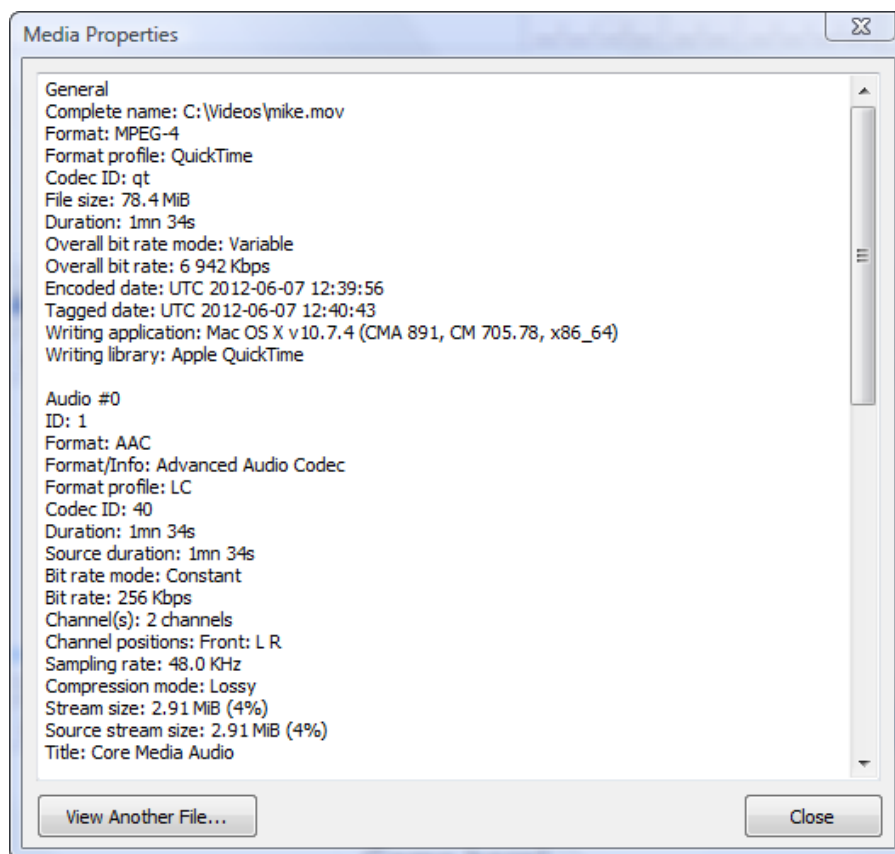 Media Properties
General
Complete name: C:\Videos\mike.mov
Format: MPEG-4
Format profile: QuickTime
Codec ID: qt
File size: 78.4 MiB
Duration: 1mn 34s
Overall bit rate mode: Variable
Overall bit rate: 6 942 Kbps
Encoded date: UTC 2012-06-07 12:39:56
Tagged date: UTC 2012-06-07 12:40:43
Writing application: Mac OS X v10.7.4 (CMA 891, CM 705.78, x86_64)
Writing library: Apple QuickTime

Audio #0
ID: 1
Format: AAC
Format/Info: Advanced Audio Codec
Format profile: LC
Codec ID: 40
Duration: 1mn 34s
Source duration: 1mn 34s
Bit rate mode: Constant
Bit rate: 256 Kbps
Channel(s): 2 channels
Channel positions: Front: L R
Sampling rate: 48.0 KHz
Compression mode: Lossy
Stream size: 2.91 MiB (4%)
Source stream size: 2.91 MiB (4%)
Title: Core Media Audio
View Another File...
Close